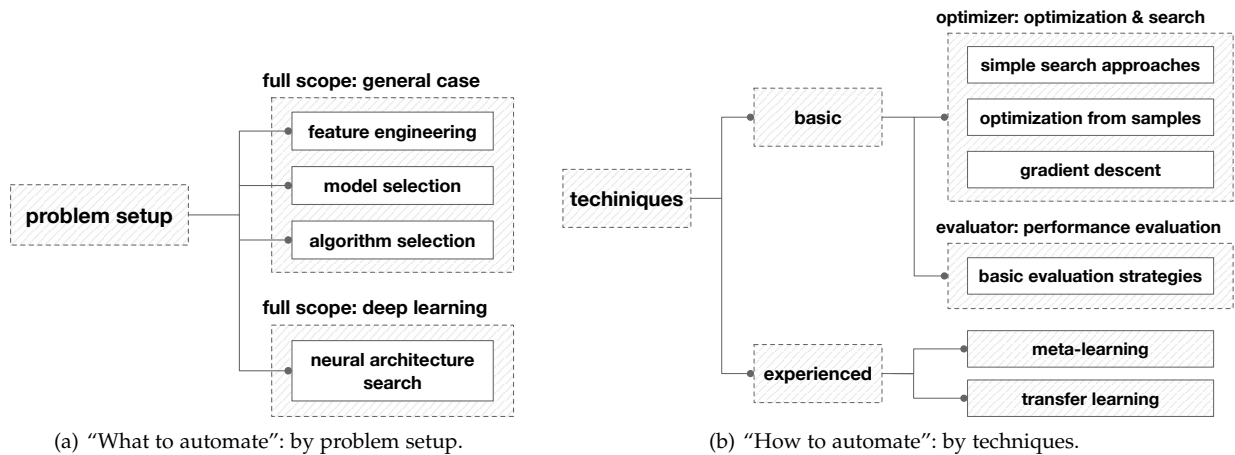 full scope: general case
feature engineering
model selection
algorithm selection
problem setup
full scope: deep learning
neural architecture
search
(a) “What to automate”: by problem setup.
optimizer: optimization & search
simple search approaches
optimization from samples
gradient descent
basic
techiniques
evaluator: performance evaluation
basic evaluation strategies
experienced
meta-learning
transfer learning
(b) “How to automate”: by techniques.